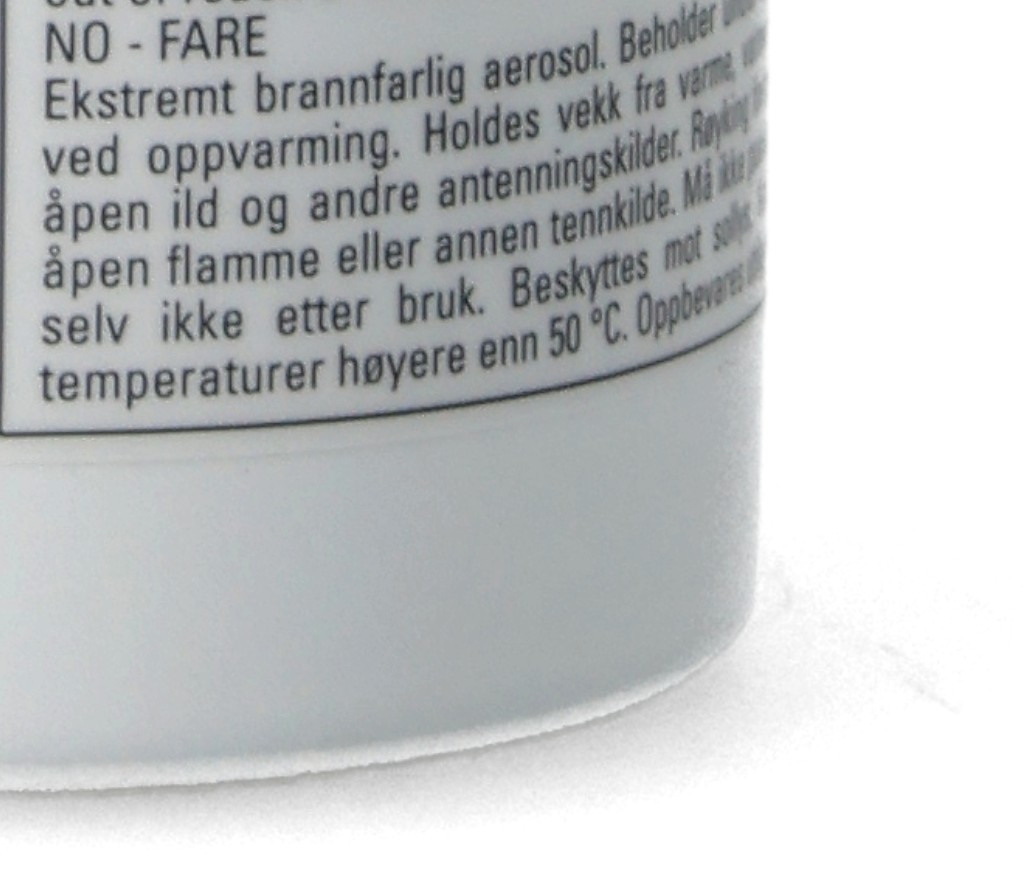 NO - FARE
Ekstremt brannfarlig aerosol. Beholder
ved oppvarming. Holdes vekk fra varme,
åpen ild og andre antenningskilder. Røyking
åpen flamme eller annen tennkilde. Må ikke
selv ikke etter bruk. Beskyttes mot sollys.
temperaturer høyere enn 50 °C. Oppbevares